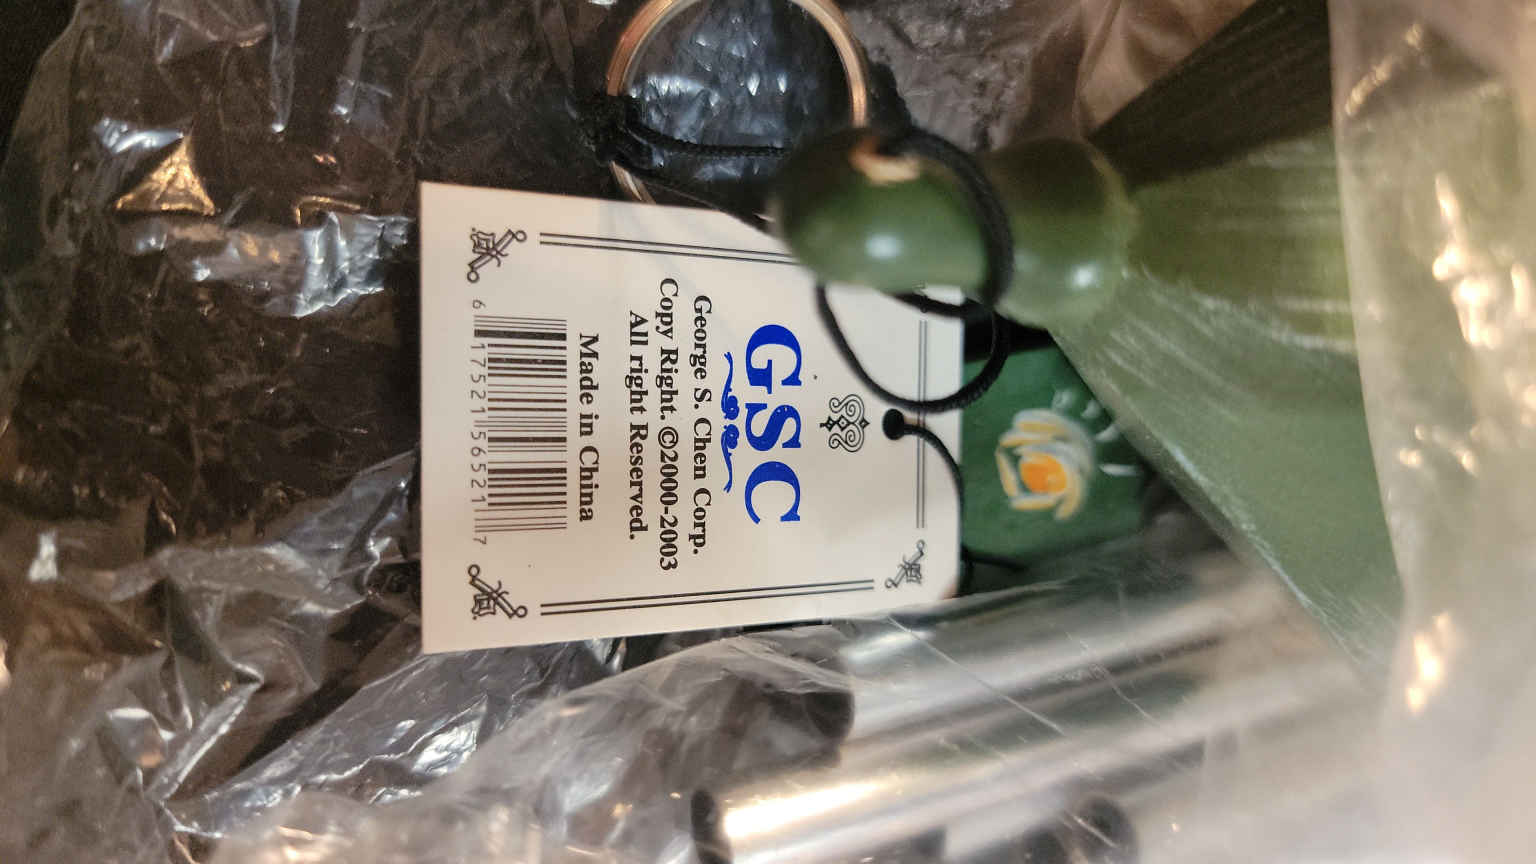 GSC
George S. Chen Corp.
Copy Right. ©2000-2003
All right Reserved.
Made in China
6 17521 56521 7